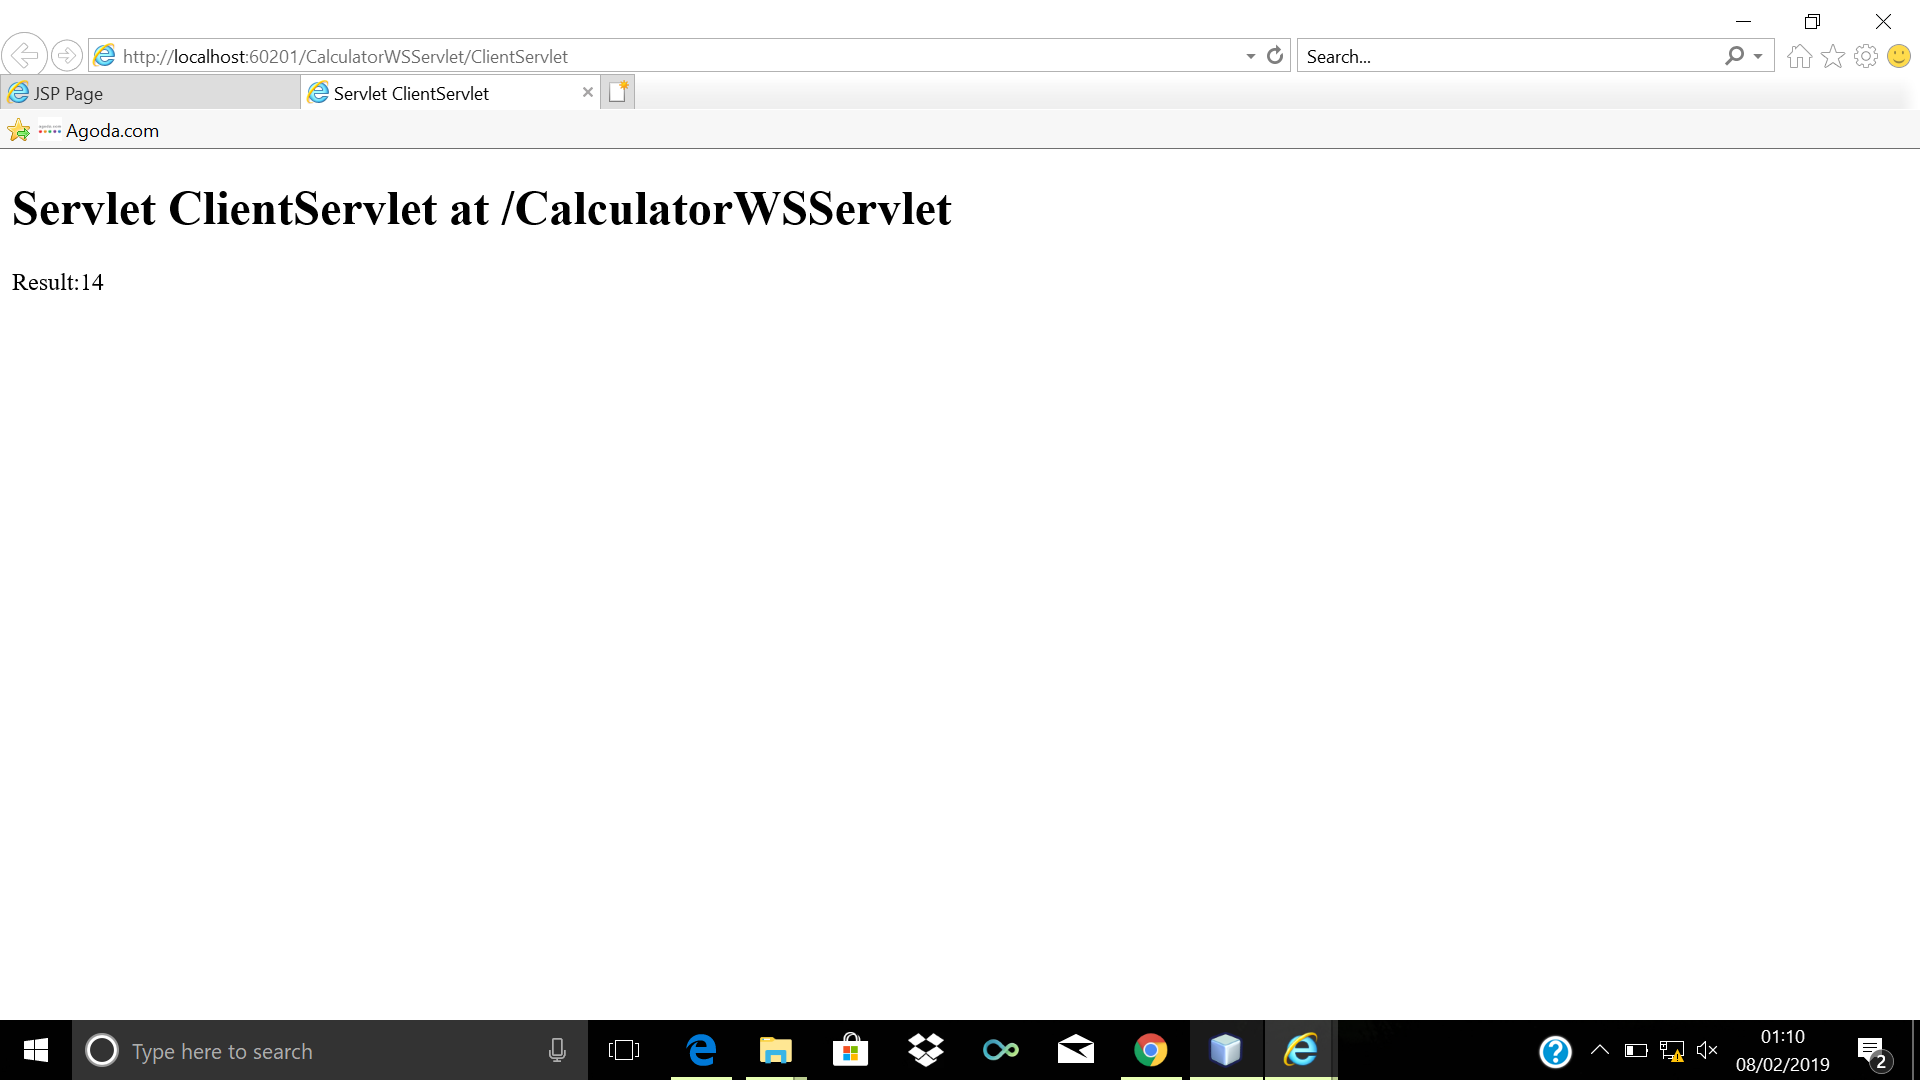 http://localhost:60201/CalculatorWSServlet/ClientServlet
Search...
JSP Page
Servlet ClientServlet
Agoda.com
Servlet ClientServlet at /CalculatorWSServlet
Result:14
Type here to search
01:10
08/02/2019
2